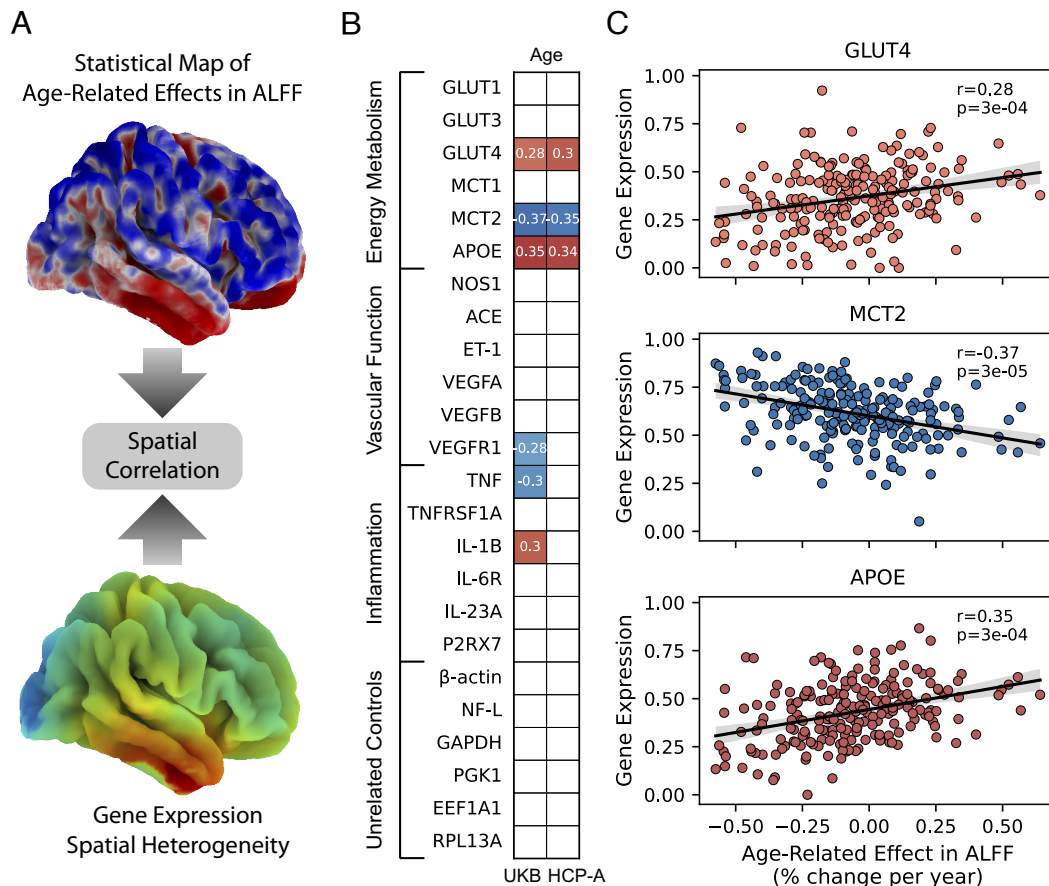 A
Statistical Map of
Age-Related Effects in ALFF
Spatial
Correlation
Gene Expression
Spatial Heterogeneity
B
Age
Energy Metabolism
GLUT1
GLUT3
GLUT4 0.28 0.3
MCT1
MCT2 -0.37 -0.35
APOE 0.35 0.34
Vascular Function
NOS1
ACE
ET-1
VEGFA
VEGFB
VEGFR1 -0.28
Inflammation
TNF -0.3
TNFRSF1A
IL-1B 0.3
IL-6R
IL-23A
P2RX7
Unrelated Controls
β-actin
NF-L
GAPDH
PGK1
EEF1A1
RPL13A
UKB HCP-A
C
GLUT4
r=0.28
p=3e-04
Gene Expression
1.00
0.75
0.50
0.25
0.00
MCT2
r=-0.37
p=3e-05
Gene Expression
1.00
0.75
0.50
0.25
0.00
APOE
r=0.35
p=3e-04
Gene Expression
1.00
0.75
0.50
0.25
0.00
−0.50 −0.25 0.00 0.25 0.50
Age-Related Effect in ALFF
(% change per year)